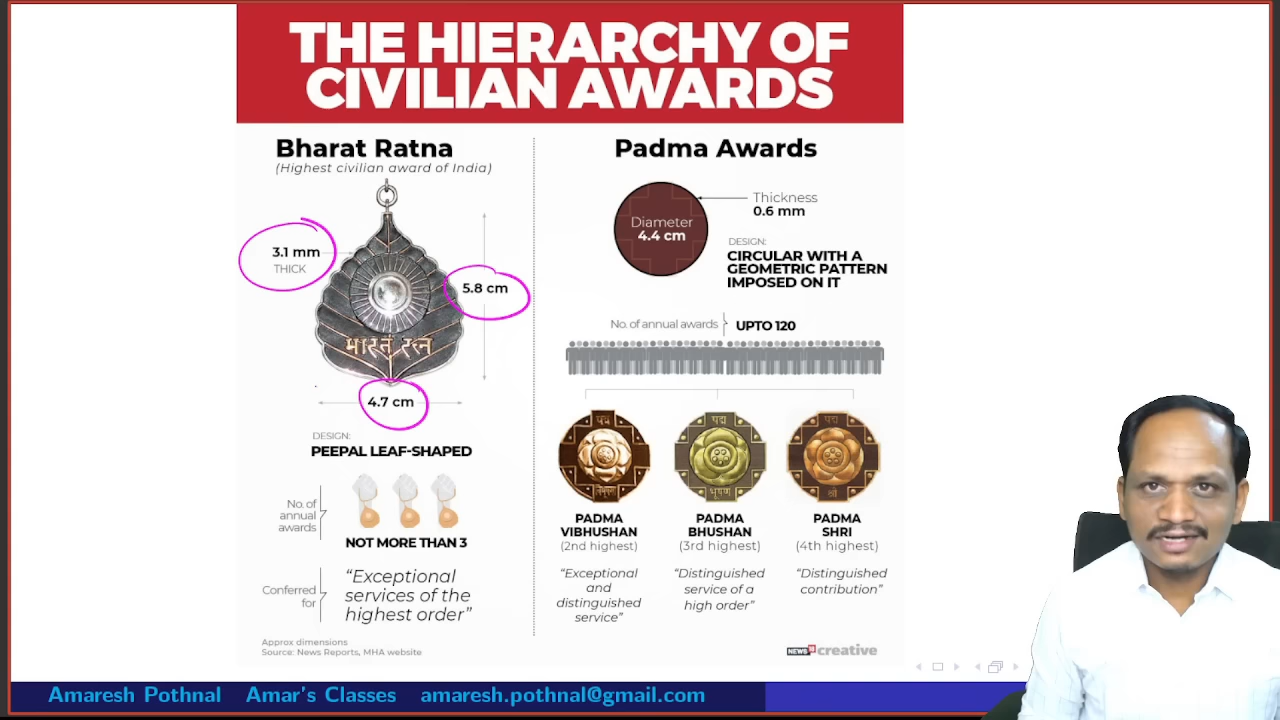 THE HIERARCHY OF
CIVILIAN AWARDS
Bharat Ratna
(Highest civilian award of India)
3.1 mm
THICK
5.8 cm
भारत रत्न
4.7 cm
DESIGN:
PEEPAL LEAF-SHAPED
No. of
annual
awards
NOT MORE THAN 3
Conferred
for
“Exceptional
services of the
highest order”
Approx dimensions
Source: News Reports, MHA website
Padma Awards
Diameter
4.4 cm
Thickness
0.6 mm
DESIGN:
CIRCULAR WITH A
GEOMETRIC PATTERN
IMPOSED ON IT
No. of annual awards
UPTO 120
पद्म
पद्म
भूषण
पद्म
श्री
PADMA
VIBHUSHAN
(2nd highest)
“Exceptional
and
distinguished
service”
PADMA
BHUSHAN
(3rd highest)
“Distinguished
service of a
high order”
PADMA
SHRI
(4th highest)
“Distinguished
contribution”
NEWS18 creative
Amaresh Pothnal Amar's Classes amaresh.pothnal@gmail.com